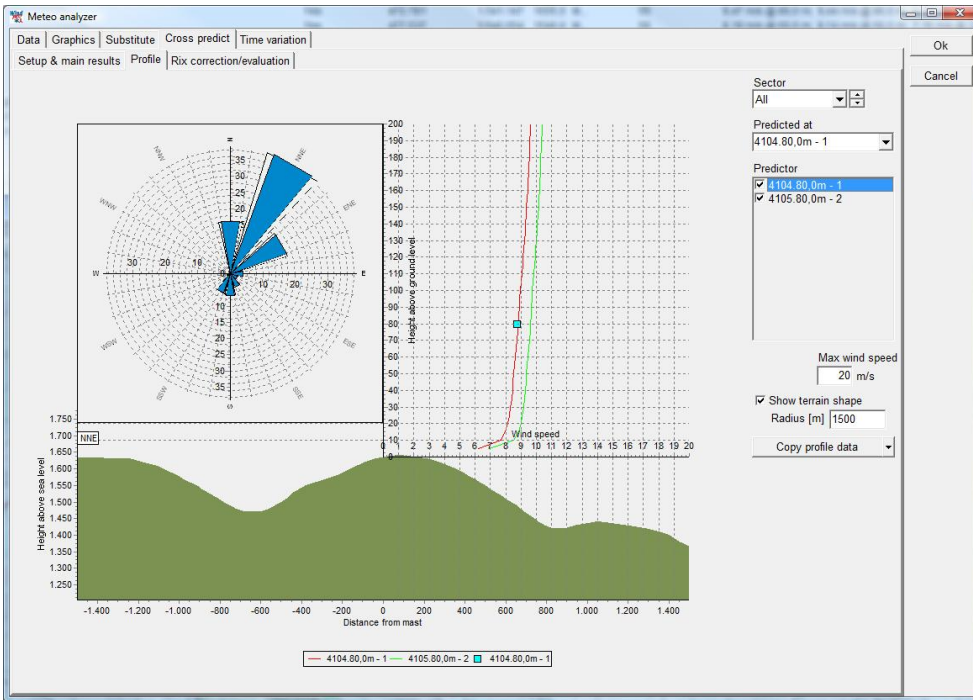 Meteo analyzer
Data Graphics Substitute Cross predict Time variation
Setup & main results Profile Rix correction/evaluation
Ok
Cancel
Sector
All
Predicted at
4104.80,0m - 1
Predictor
4104.80,0m - 1
4105.80,0m - 2
Max wind speed
20 m/s
Show terrain shape
Radius [m] 1500
Copy profile data
N
NNE
ENE
E
ESE
SSE
S
SSW
WSW
W
WNW
NNW
35
30
25
20
30 20 10 0 10 20 30
10
15
20
25
30
35
200
190
180
170
160
150
140
130
120
110
100
90
80
70
60
50
40
30
20
10
0
Height above ground level
Wind speed
0 1 2 3 4 5 6 7 8 9 10 11 12 13 14 15 16 17 18 19 20
NNE
1.750
1.700
1.650
1.600
1.550
1.500
1.450
1.400
1.350
1.300
1.250
Height above sea level
-1.400 -1.200 -1.000 -800 -600 -400 -200 0 200 400 600 800 1.000 1.200 1.400
Distance from mast
4104.80,0m - 1 4105.80,0m - 2 4104.80,0m - 1